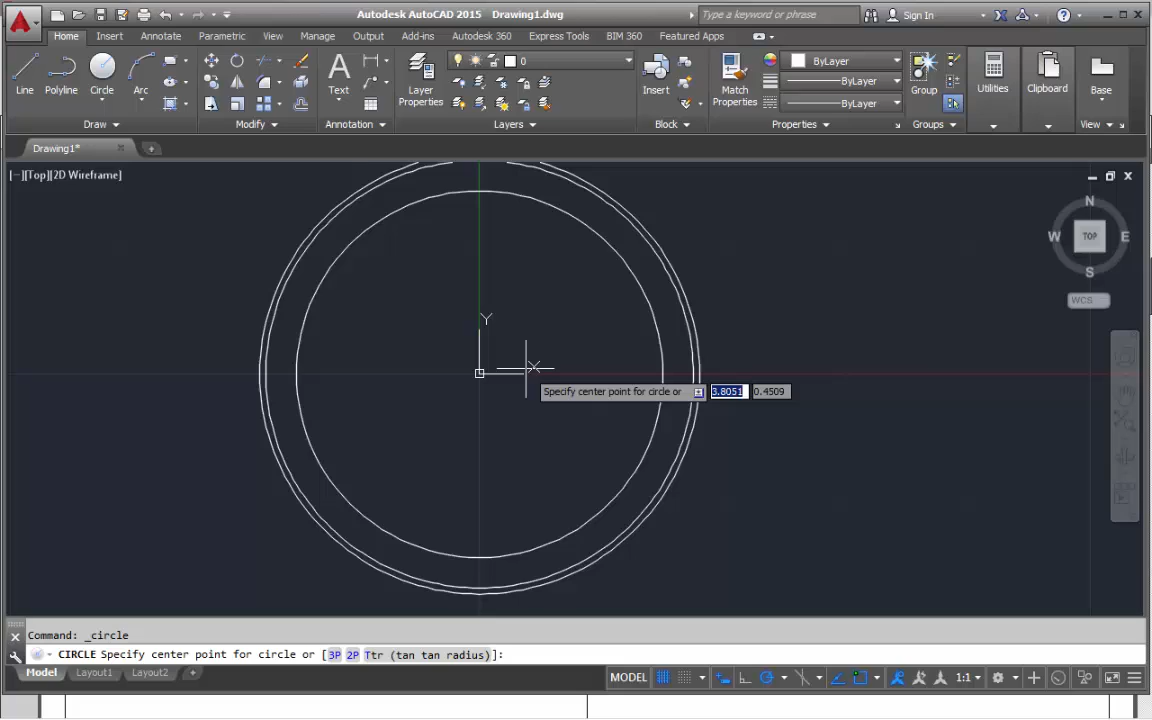 Autodesk AutoCAD 2015 Drawing1.dwg
Type a keyword or phrase
Sign In
Home Insert Annotate Parametric View Manage Output Add-ins Autodesk 360 Express Tools BIM 360 Featured Apps
0
ByLayer
ByLayer
ByLayer
Line Polyline Circle Arc
Text
Layer Properties
Insert
Match Properties
Group
Utilities
Clipboard
Base
Draw Modify Annotation Layers Block Properties Groups View
Drawing1*
[−][Top][2D Wireframe]
N
W TOP E
S
WCS
Y
X
Specify center point for circle or 3.8051 0.4509
Command: _circle
CIRCLE Specify center point for circle or [3P 2P Ttr (tan tan radius)]:
Model Layout1 Layout2 +
MODEL 1:1